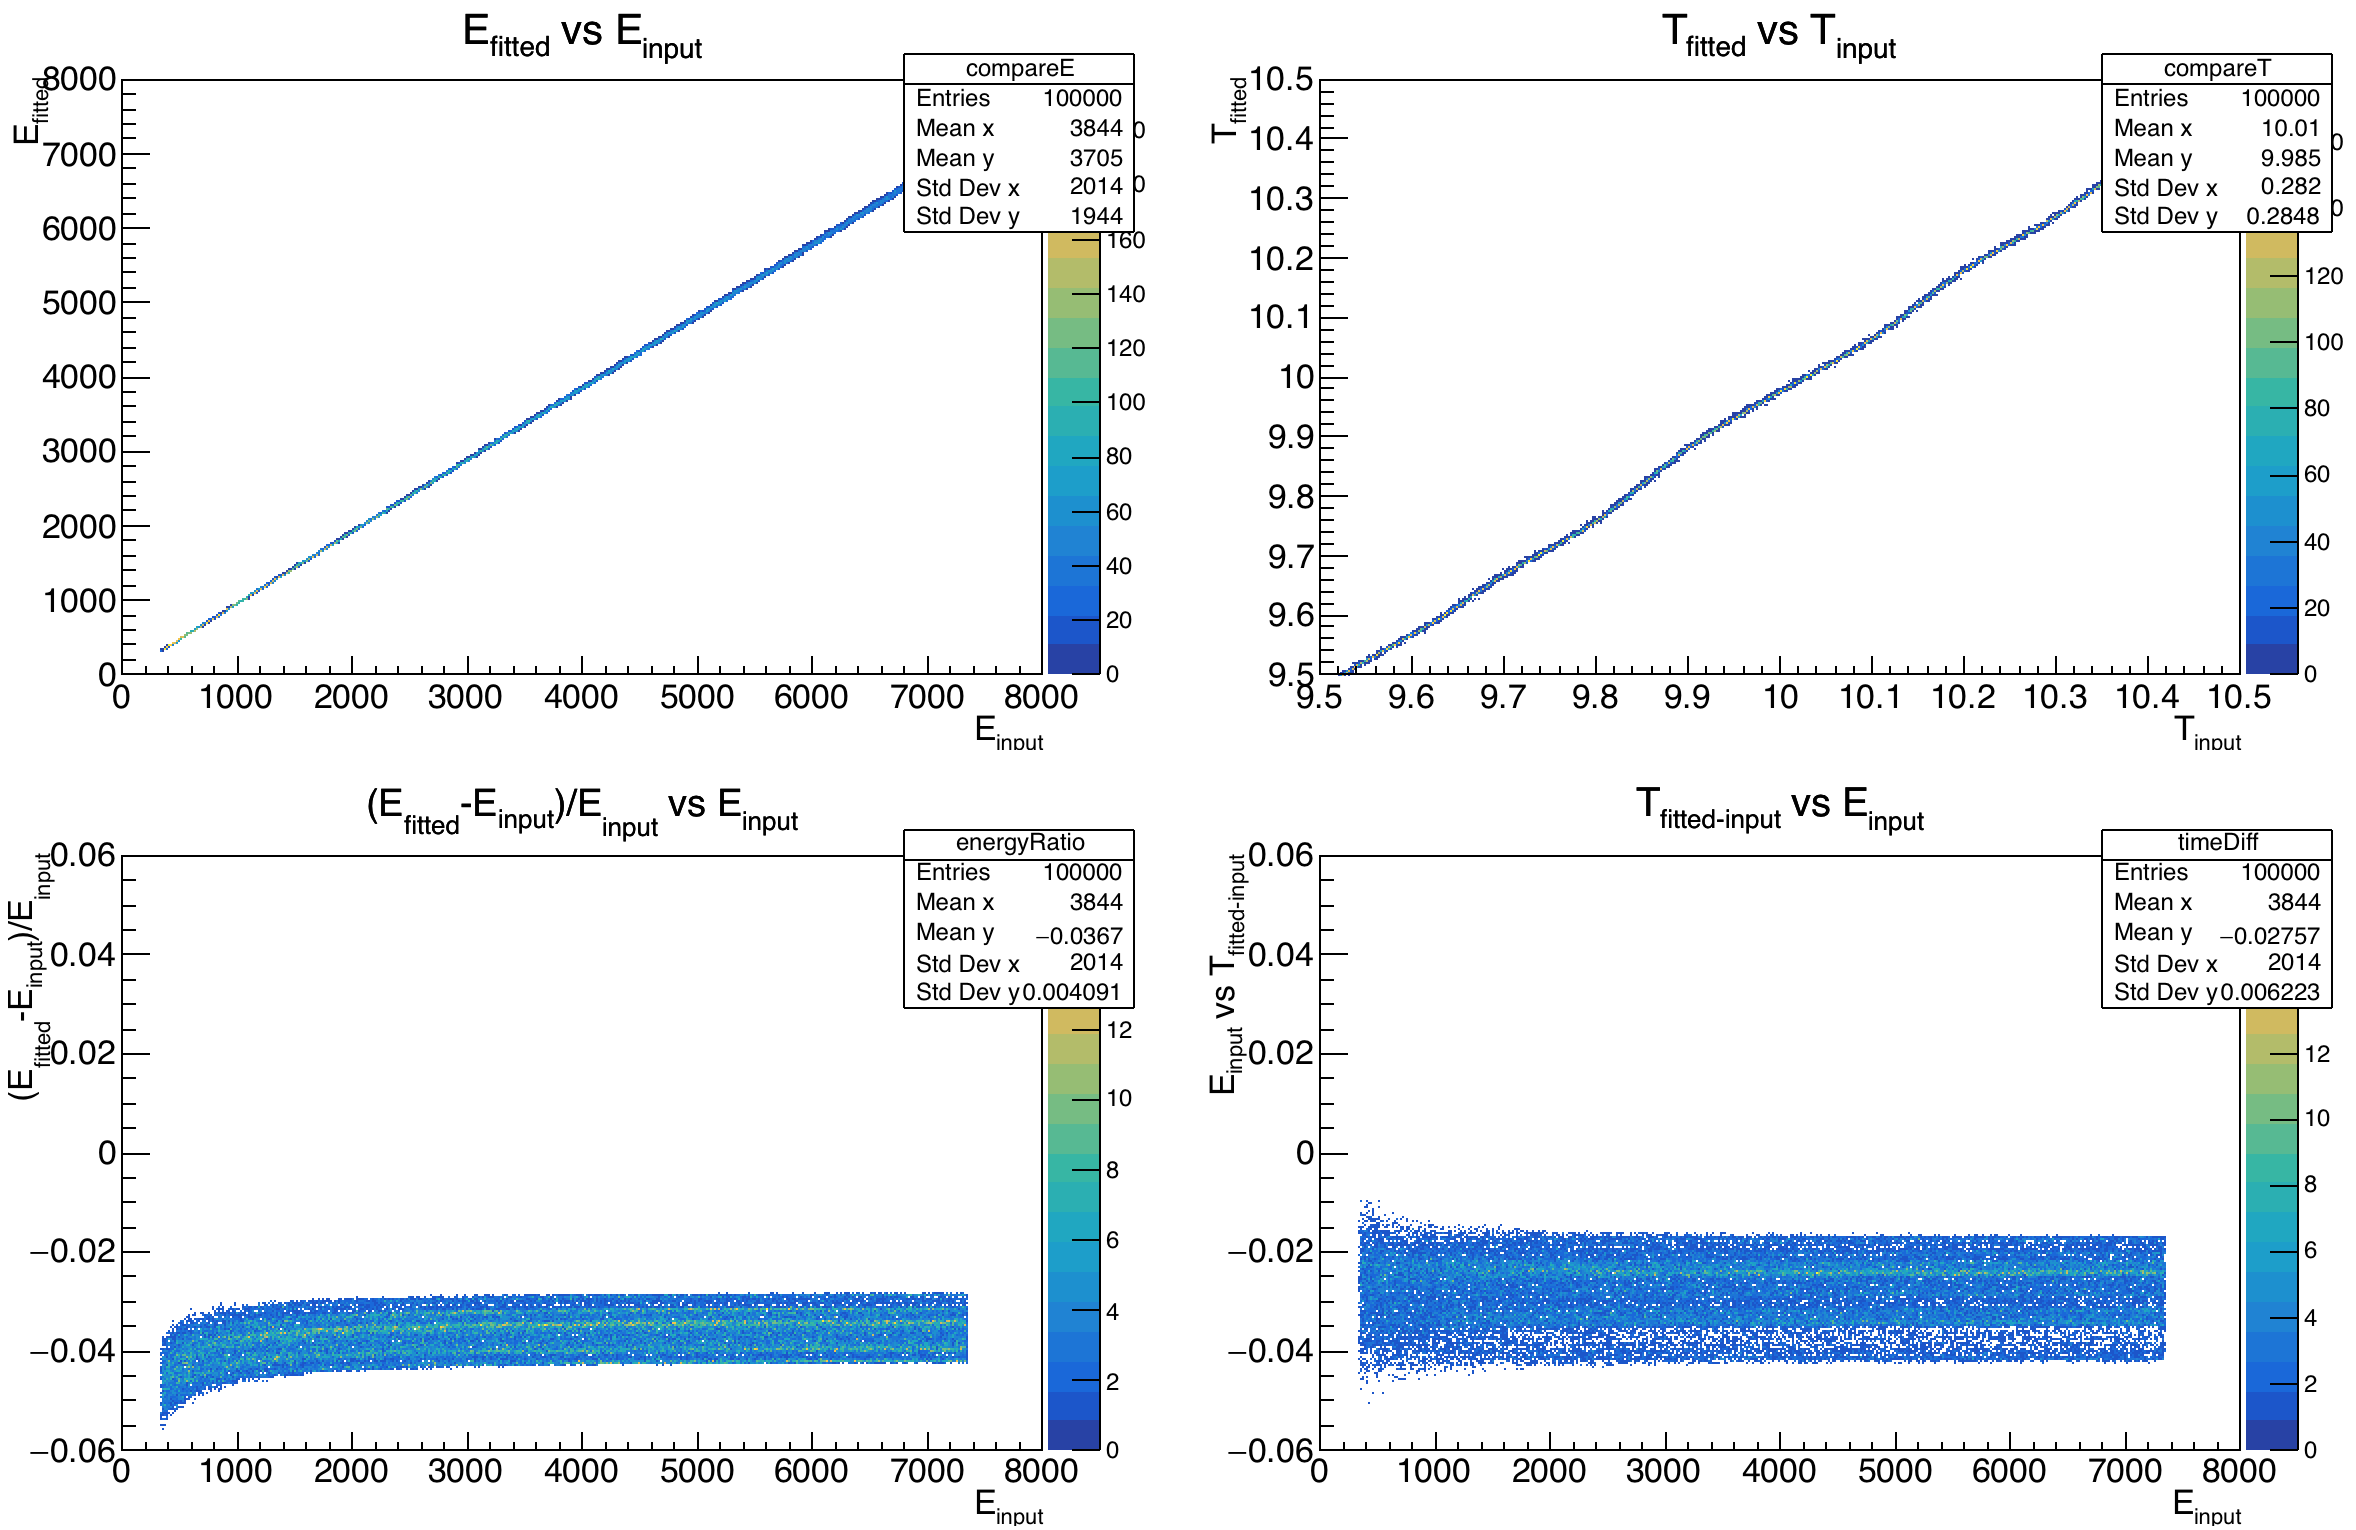 E_fitted vs E_input
E_fitted
8000
7000
6000
5000
4000
3000
2000
1000
0
0 1000 2000 3000 4000 5000 6000 7000 8000
E_input
compareE
Entries 100000
Mean x 3844
Mean y 3705
Std Dev x 2014
Std Dev y 1944
0
0
160
140
120
100
80
60
40
20
0
T_fitted vs T_input
T_fitted
10.5
10.4
10.3
10.2
10.1
10
9.9
9.8
9.7
9.6
9.5
9.5 9.6 9.7 9.8 9.9 10 10.1 10.2 10.3 10.4 10.5
T_input
compareT
Entries 100000
Mean x 10.01
Mean y 9.985
Std Dev x 0.282
Std Dev y 0.2848
0
0
120
100
80
60
40
20
0
(E_fitted-E_input)/E_input vs E_input
(E_fitted-E_input)/E_input
0.06
0.04
0.02
0
−0.02
−0.04
−0.06
0 1000 2000 3000 4000 5000 6000 7000 8000
E_input
energyRatio
Entries 100000
Mean x 3844
Mean y −0.0367
Std Dev x 2014
Std Dev y 0.004091
12
10
8
6
4
2
0
T_fitted-input vs E_input
E_input vs T_fitted-input
0.06
0.04
0.02
0
−0.02
−0.04
−0.06
0 1000 2000 3000 4000 5000 6000 7000 8000
E_input
timeDiff
Entries 100000
Mean x 3844
Mean y −0.02757
Std Dev x 2014
Std Dev y 0.006223
12
10
8
6
4
2
0